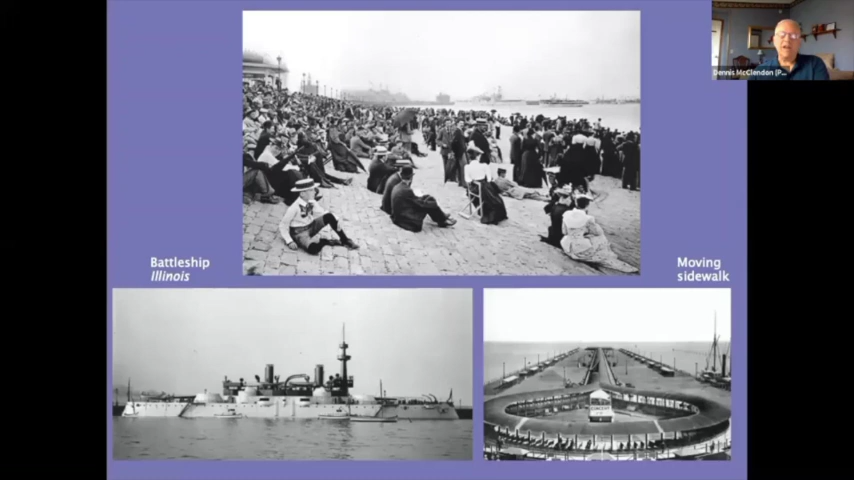 Dennis McClendon (P...
Battleship
Illinois
Moving
sidewalk